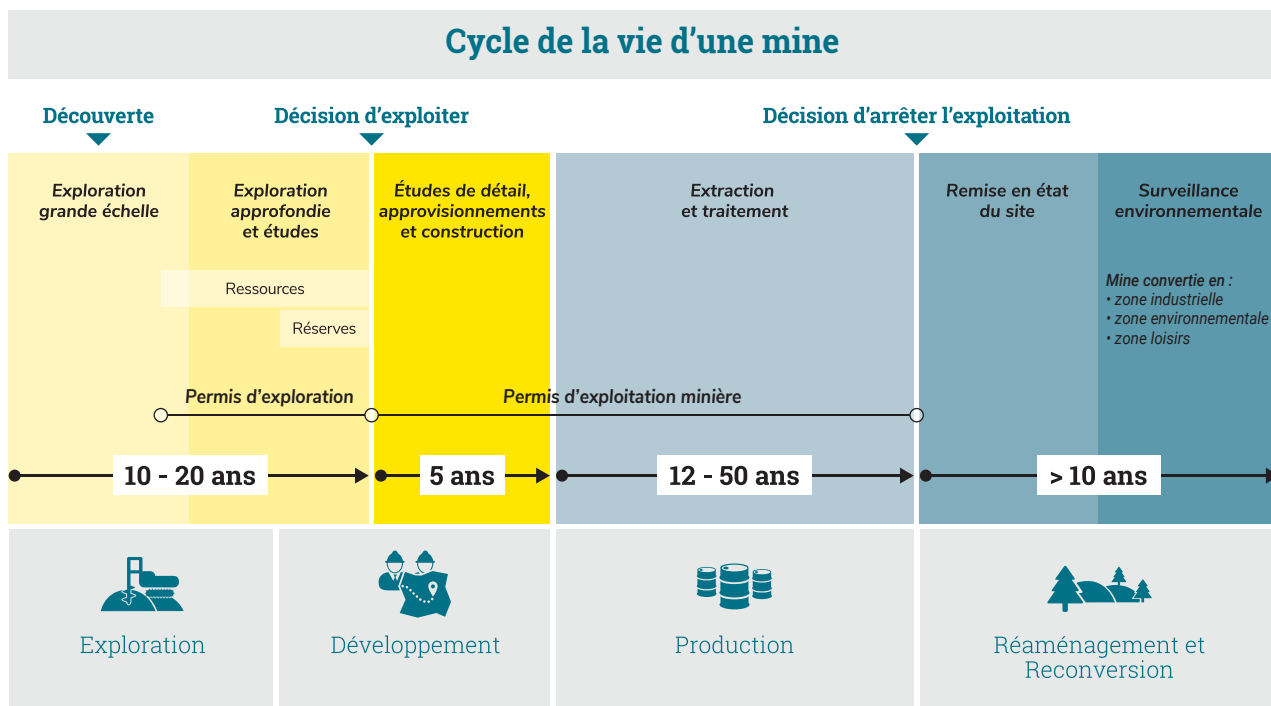 Cycle de la vie d’une mine
Découverte
Décision d’exploiter
Décision d’arrêter l’exploitation
Exploration
grande échelle
Exploration
approfondie
et études
Études de détail,
approvisionnements
et construction
Extraction
et traitement
Remise en état
du site
Surveillance
environnementale
Ressources
Réserves
Mine convertie en :
• zone industrielle
• zone environnementale
• zone loisirs
Permis d’exploration
Permis d’exploitation minière
10 - 20 ans
5 ans
12 - 50 ans
> 10 ans
Exploration
Développement
Production
Réaménagement et
Reconversion